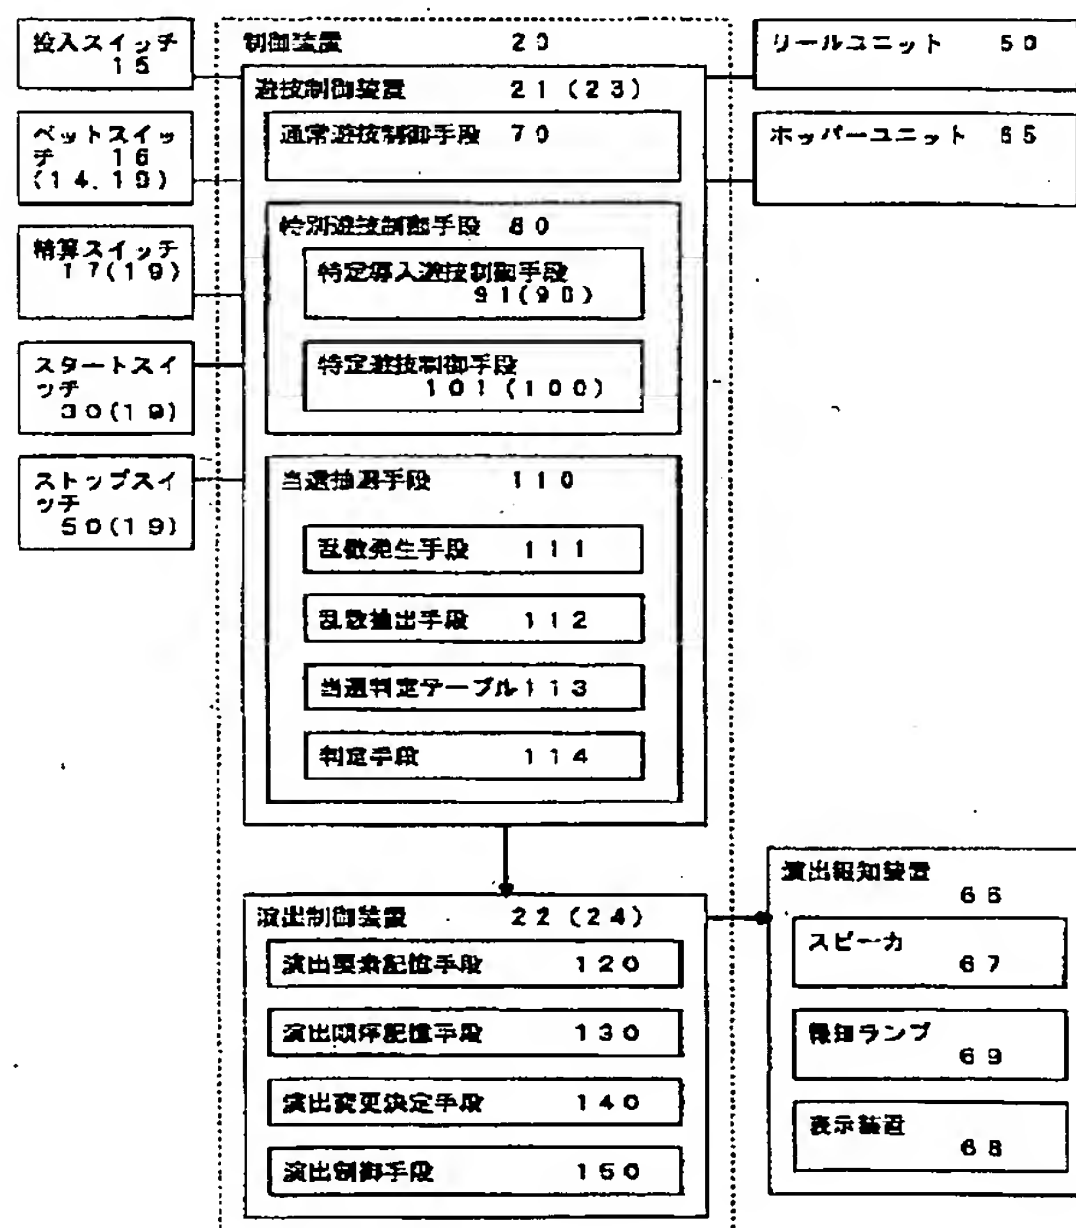 投入スイッチ
15
ベットスイッ
チ 16
(14.19)
精算スイッチ
17(19)
スタートスイ
ッチ
30(19)
ストップスイ
ッチ
50(19)
制御装置 20
遊技制御装置 21(23)
通常遊技制御手段 70
特別遊技制御手段 80
特定導入遊技制御手段
91(90)
特定遊技制御手段
101(100)
当選抽選手段 110
乱数発生手段 111
乱数抽出手段 112
当選判定テーブル113
判定手段 114
演出制御装置 22(24)
演出要素記憶手段 120
演出順序記憶手段 130
演出変更決定手段 140
演出制御手段 150
リールユニット 50
ホッパーユニット 65
演出報知装置
66
スピーカ
67
報知ランプ
69
表示装置
68